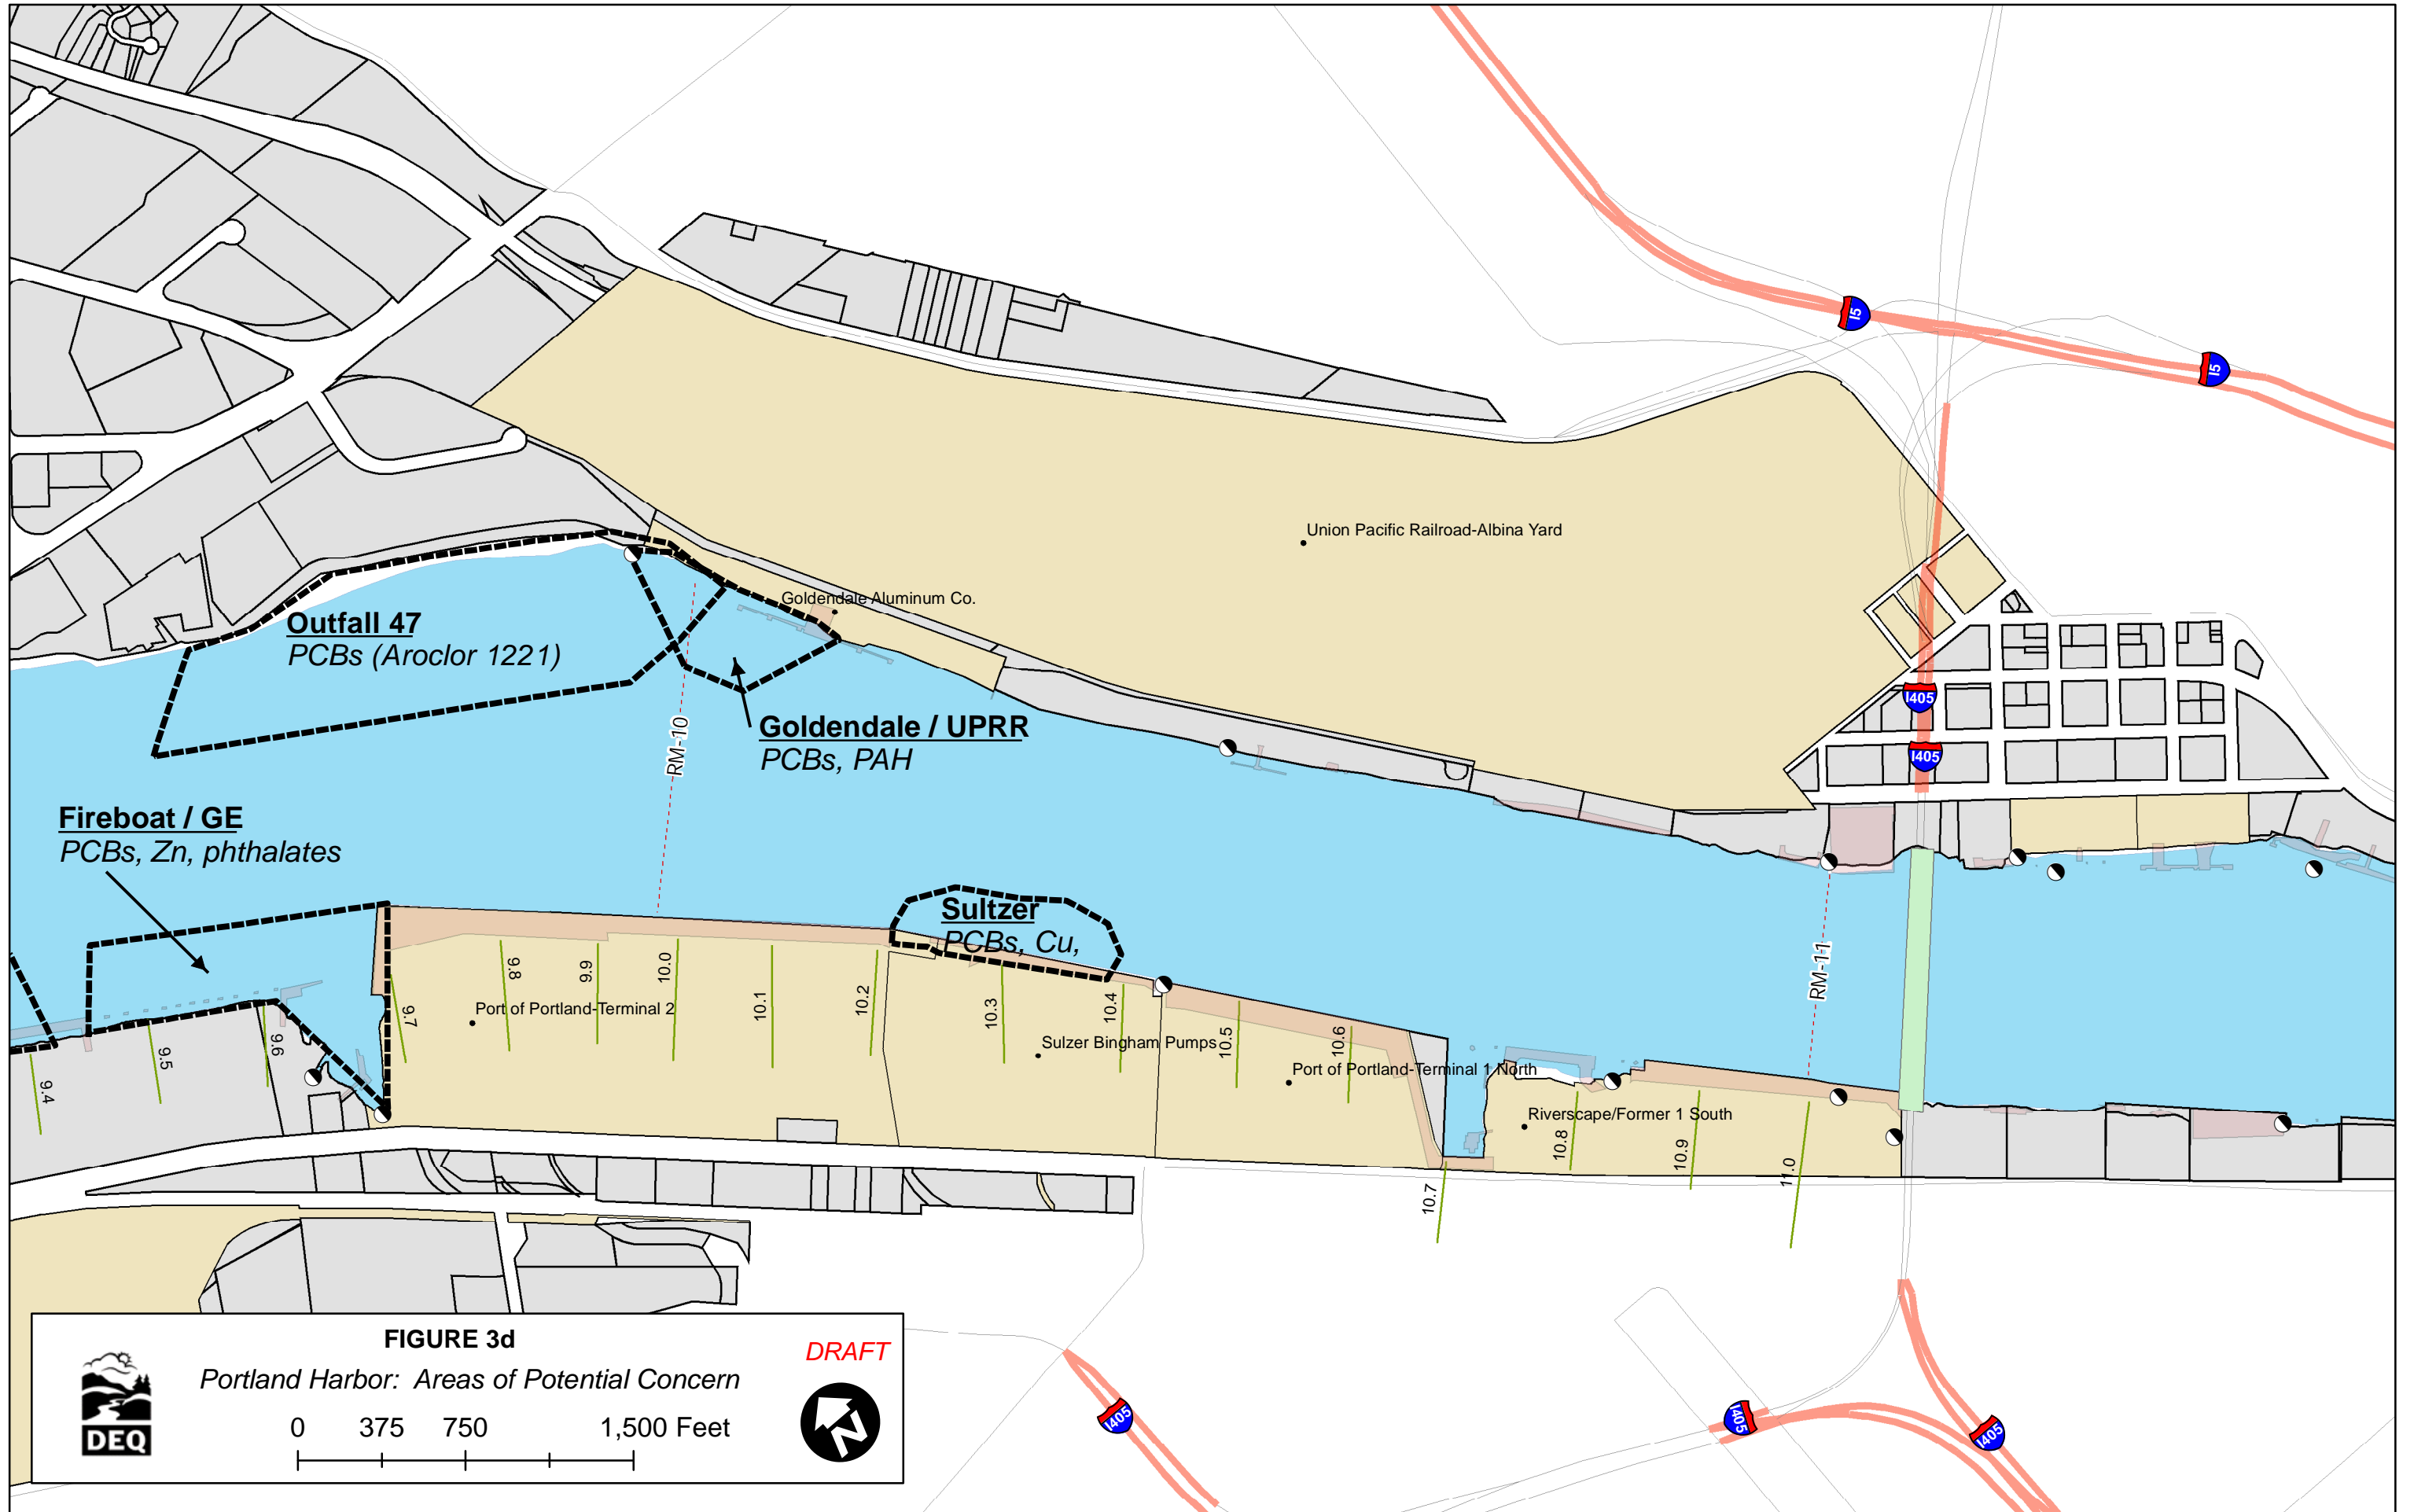 I5
I5
Union Pacific Railroad-Albina Yard
Goldendale Aluminum Co.
Outfall 47
PCBs (Aroclor 1221)
I405
I405
RM-10
Goldendale / UPRR
PCBs, PAH
Fireboat / GE
PCBs, Zn, phthalates
Sultzer
PCBs, Cu,
RM-11
9.4
9.5
9.6
9.7
9.8
9.9
10.0
10.1
10.2
10.3
10.4
10.5
10.6
10.7
10.8
10.9
11.0
Port of Portland-Terminal 2
Sulzer Bingham Pumps
Port of Portland-Terminal 1 North
Riverscape/Former 1 South
FIGURE 3d
DRAFT
Portland Harbor: Areas of Potential Concern
0 375 750 1,500 Feet
DEQ
N
I405
I405
I405